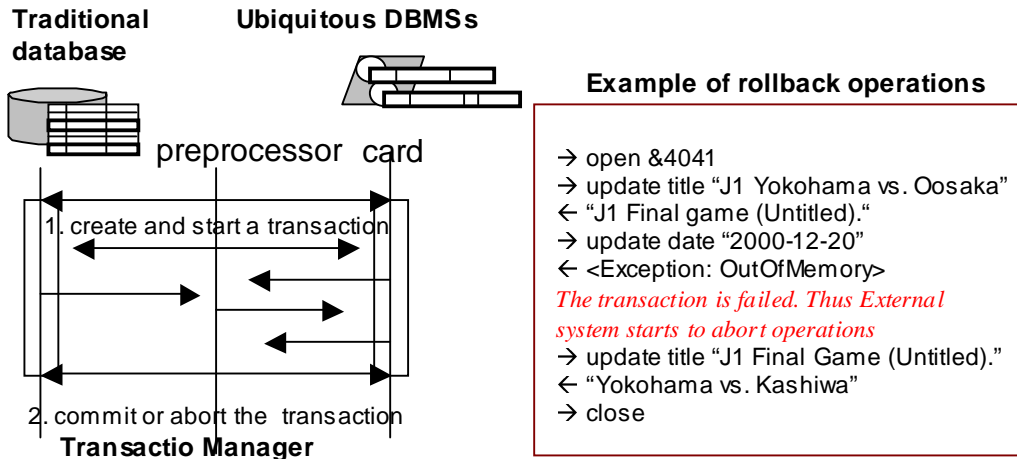 Traditional
database
Ubiquitous DBMSs
preprocessor
card
1. create and start a transaction
2. commit or abort the transaction
Transactio Manager
Example of rollback operations
→ open &4041
→ update title “J1 Yokohama vs. Oosaka”
← “J1 Final game (Untitled).“
→ update date “2000-12-20”
← <Exception: OutOfMemory>
The transaction is failed. Thus External
system starts to abort operations
→ update title “J1 Final Game (Untitled).”
← “Yokohama vs. Kashiwa”
→ close